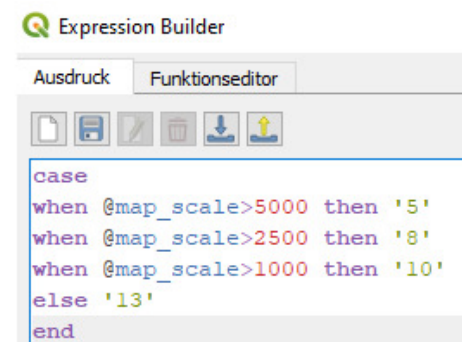 Expression Builder
Ausdruck Funktionseditor
case
when @map_scale>5000 then '5'
when @map_scale>2500 then '8'
when @map_scale>1000 then '10'
else '13'
end